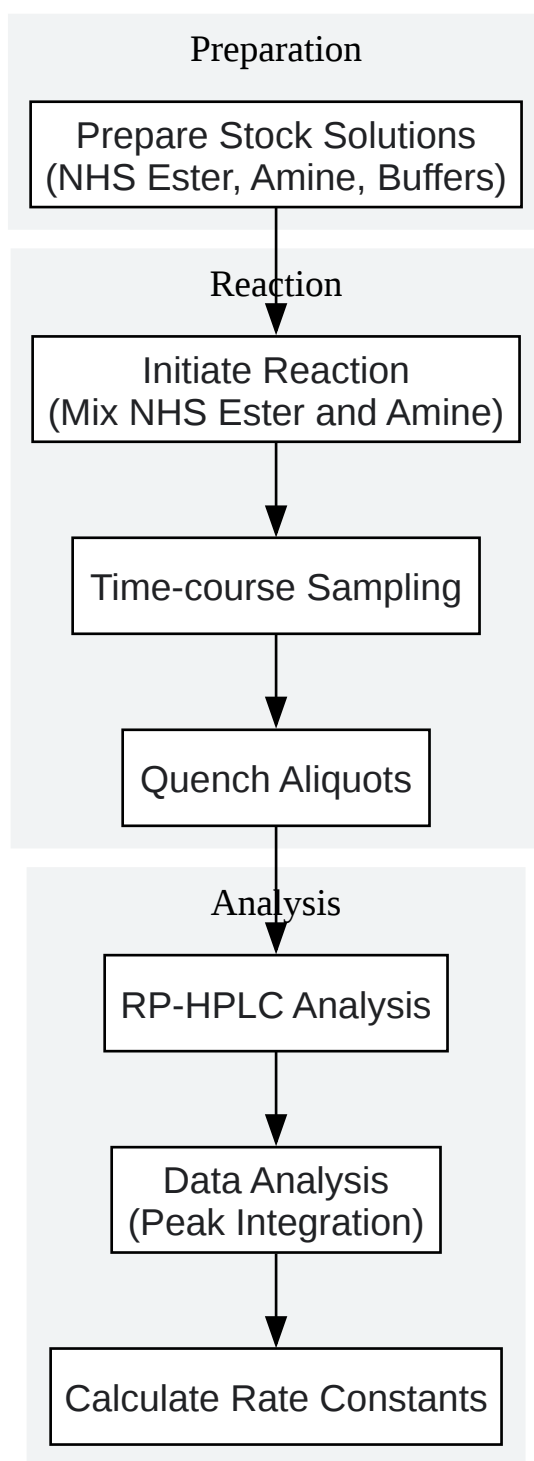 Preparation
Prepare Stock Solutions
(NHS Ester, Amine, Buffers)
Reaction
Initiate Reaction
(Mix NHS Ester and Amine)
Time-course Sampling
Quench Aliquots
Analysis
RP-HPLC Analysis
Data Analysis
(Peak Integration)
Calculate Rate Constants